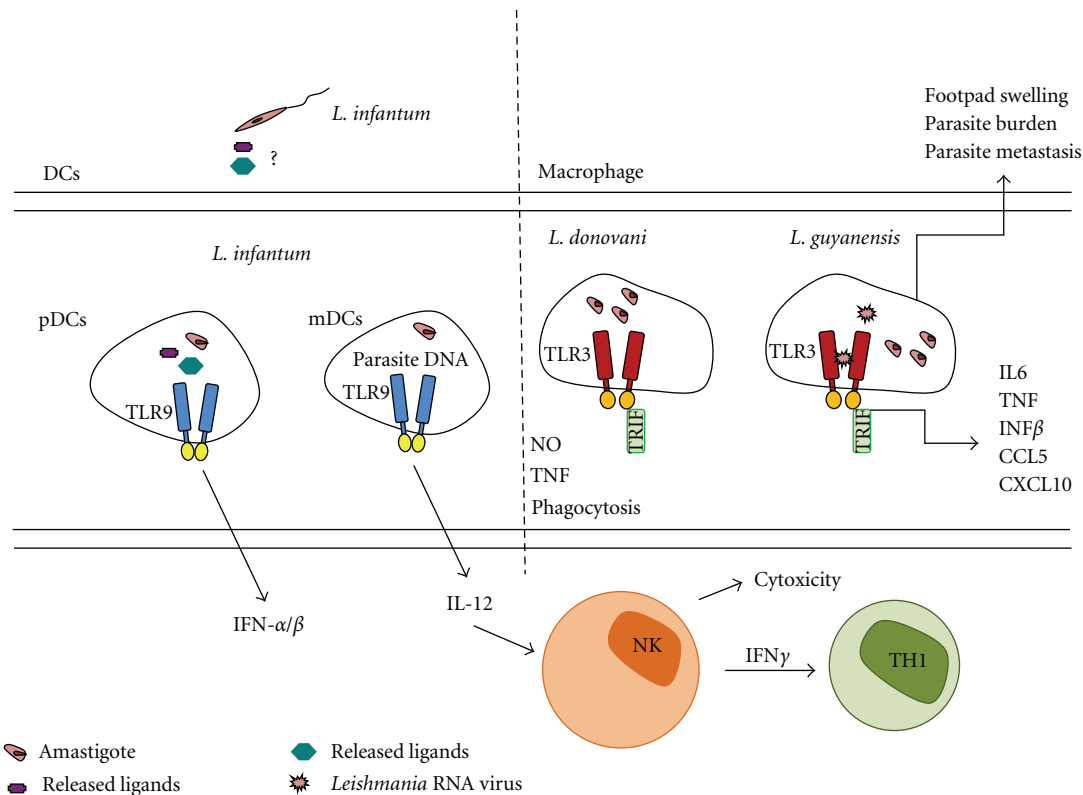 L. infantum
?
DCs
Macrophage
Footpad swelling
Parasite burden
Parasite metastasis
L. infantum
L. donovani
L. guyanensis
pDCs
TLR9
mDCs
Parasite DNA
TLR9
TLR3
TRIF
TLR3
TRIF
NO
TNF
Phagocytosis
IL6
TNF
INFβ
CCL5
CXCL10
IFN-α/β
IL-12
NK
Cytoxicity
IFNγ
TH1
Amastigote
Released ligands
Released ligands
Leishmania RNA virus